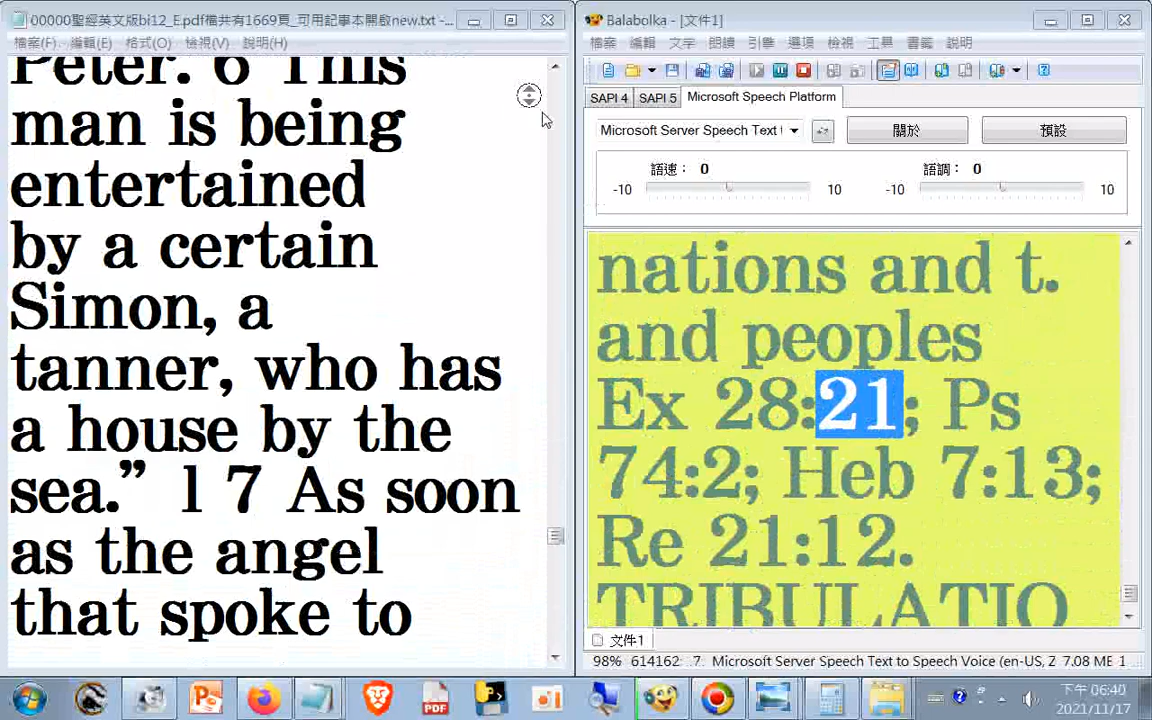 00000聖經英文版bi12_E.pdf檔共有1669頁_可用記事本開啟new.txt -...
檔案(F) 編輯(E) 格式(O) 檢視(V) 說明(H)
Peter. 6 This
man is being
entertained
by a certain
Simon, a
tanner, who has
a house by the
sea.” 1 7 As soon
as the angel
that spoke to
Balabolka - [文件1]
檔案 編輯 文字 朗讀 引擎 選項 檢視 工具 書籤 說明
SAPI 4 SAPI 5 Microsoft Speech Platform
Microsoft Server Speech Text 關於 預設
語速： 0 語調： 0
-10 10 -10 10
nations and t.
and peoples
Ex 28:21; Ps
74:2; Heb 7:13;
Re 21:12.
TRIBULATIO
文件1
98% 614162: .7. Microsoft Server Speech Text to Speech Voice (en-US, Z 7.08 ME 1
PDF
下午 06:40
2021/11/17